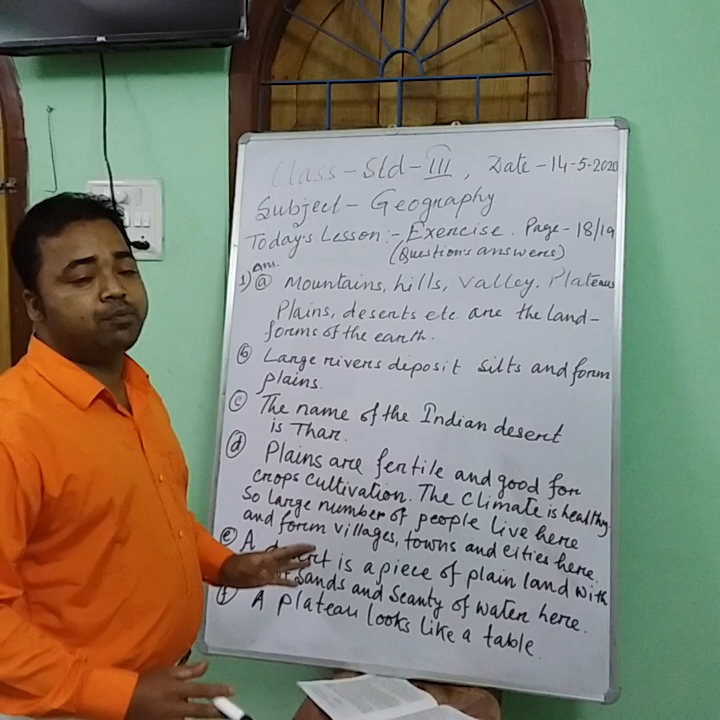 Class - Std - III, Date - 14-5-2020
Subject - Geography
Today's Lesson :- Exercise. Page - 18/19
(Question's answeres)
Ans.
1) (a) Mountains, hills, valley, Plateaus
Plains, deserts etc are the land-
forms of the earth.
(b) Large rivers deposit silts and form
plains.
(c) The name of the Indian desert
is Thar.
(d) Plains are fertile and good for
crops cultivation. The climate is healthy
So large number of people live here
and form villages, towns and cities here.
(e) A desert is a piece of plain land with
of Sands and Scanty of water here.
(f) A plateau looks like a table.